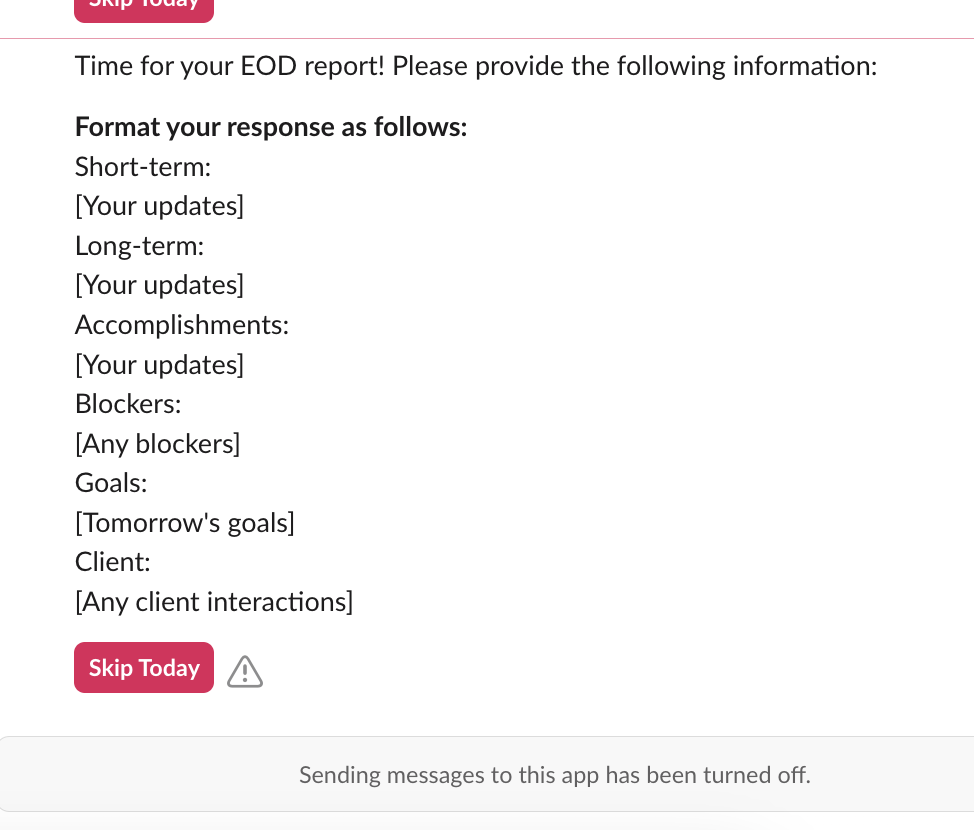 Skip Today
Time for your EOD report! Please provide the following information:
Format your response as follows:
Short-term:
[Your updates]
Long-term:
[Your updates]
Accomplishments:
[Your updates]
Blockers:
[Any blockers]
Goals:
[Tomorrow's goals]
Client:
[Any client interactions]
Skip Today
Sending messages to this app has been turned off.